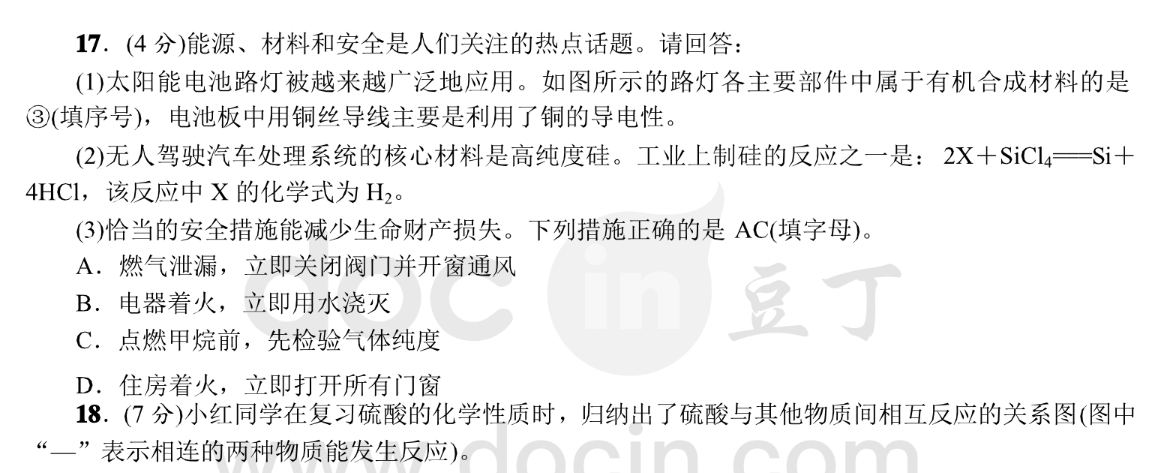 17．(4 分)能源、材料和安全是人们关注的热点话题。请回答：
(1)太阳能电池路灯被越来越广泛地应用。如图所示的路灯各主要部件中属于有机合成材料的是
③(填序号)，电池板中用铜丝导线主要是利用了铜的导电性。
(2)无人驾驶汽车处理系统的核心材料是高纯度硅。工业上制硅的反应之一是： 2X＋SiCl₄══Si＋
4HCl，该反应中 X 的化学式为 H₂。
(3)恰当的安全措施能减少生命财产损失。下列措施正确的是 AC(填字母)。
A．燃气泄漏，立即关闭阀门并开窗通风
B．电器着火，立即用水浇灭
C．点燃甲烷前，先检验气体纯度
D．住房着火，立即打开所有门窗
18．(7 分)小红同学在复习硫酸的化学性质时，归纳出了硫酸与其他物质间相互反应的关系图(图中
“—”表示相连的两种物质能发生反应)。
docin 豆丁
www.docin.com